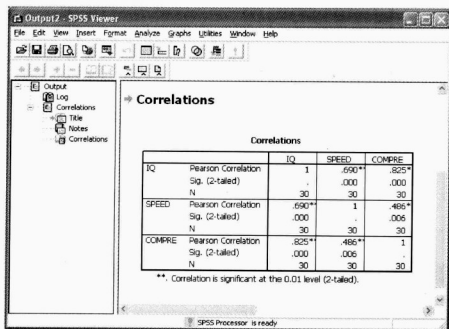 Output2 - SPSS Viewer
File Edit View Insert Format Analyze Graphs Utilities Window Help
Output
Log
Correlations
Title
Notes
Correlations
Correlations
Correlations
IQ SPEED COMPRE
IQ Pearson Correlation 1 .690** .825*
Sig. (2-tailed) . .000 .000
N 30 30 30
SPEED Pearson Correlation .690** 1 .486*
Sig. (2-tailed) .000 . .006
N 30 30 30
COMPRE Pearson Correlation .825** .486** 1
Sig. (2-tailed) .000 .006 .
N 30 30 30
**. Correlation is significant at the 0.01 level (2-tailed).
SPSS Processor is ready